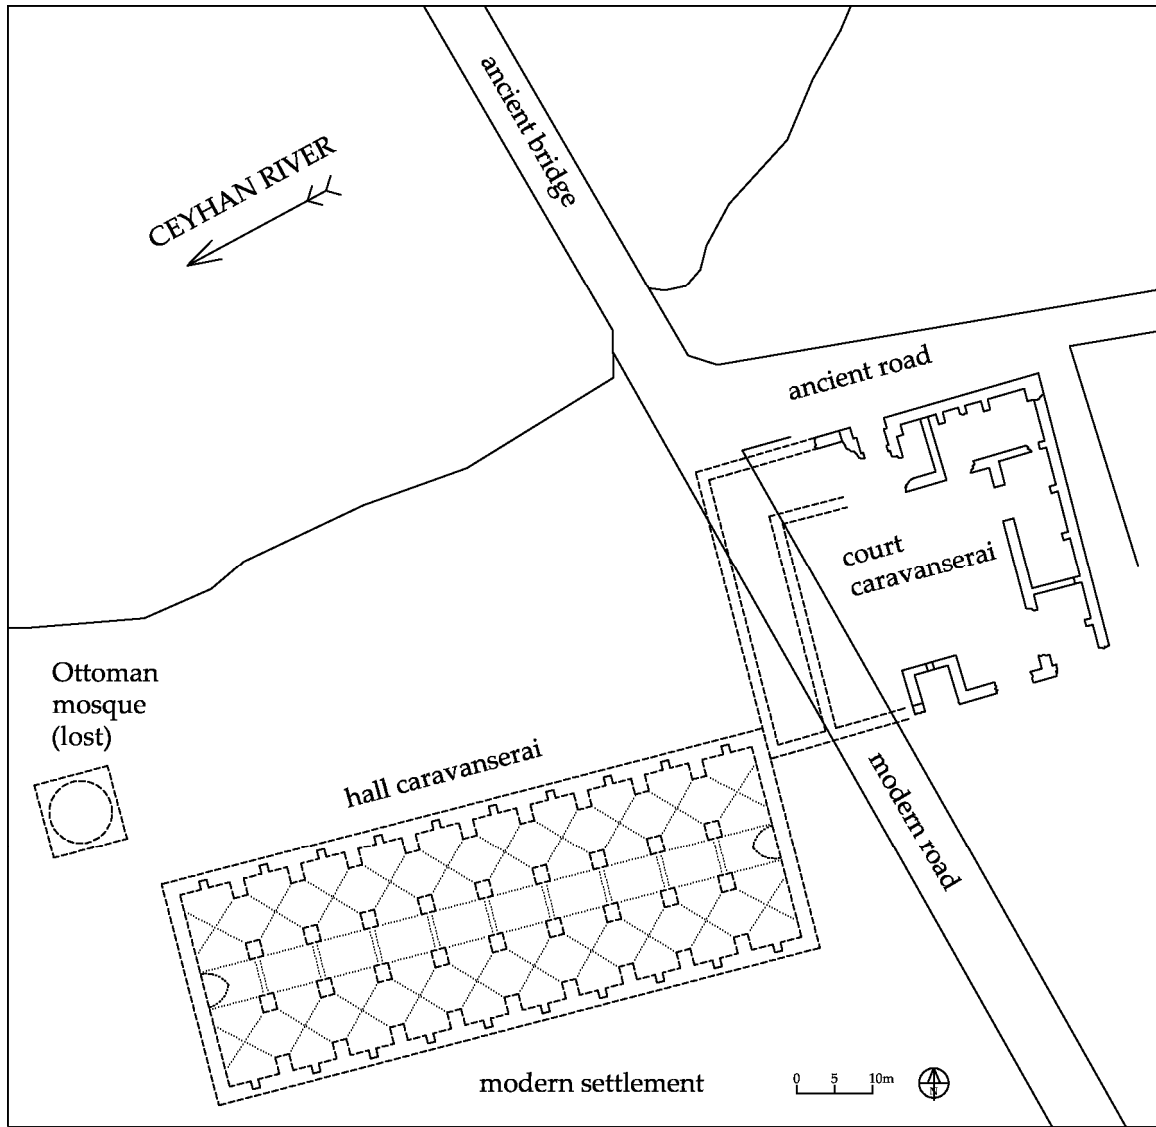 ancient bridge
CEYHAN RIVER
ancient road
court
caravanserai
Ottoman
mosque
(lost)
hall caravanserai
modern road
modern settlement
0 5 10m
N